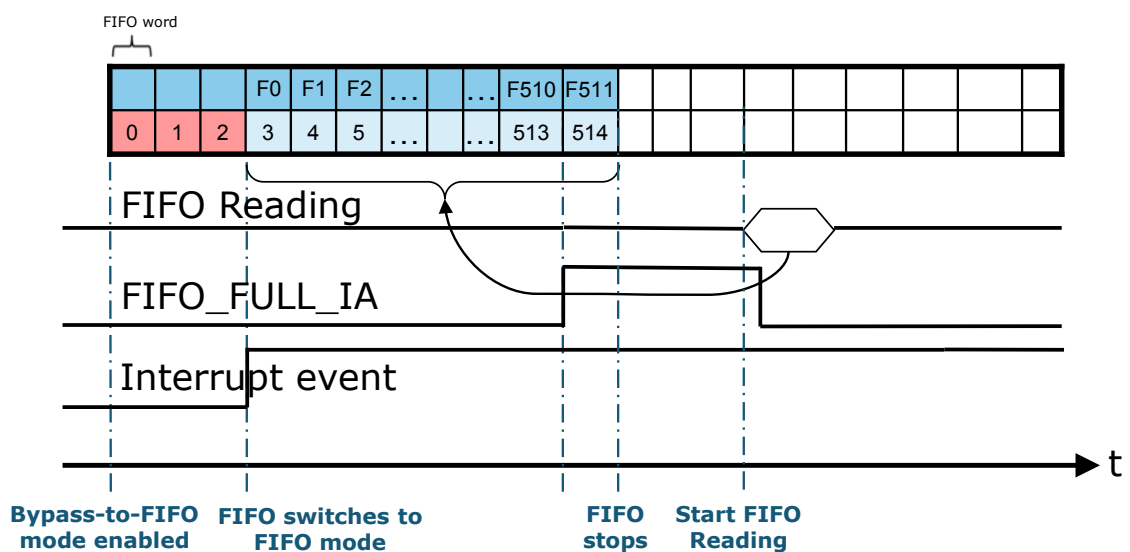 FIFO word
F0 F1 F2 ... ... F510 F511
0 1 2 3 4 5 ... ... 513 514
FIFO Reading
FIFO_FULL_IA
Interrupt event
t
Bypass-to-FIFO
mode enabled
FIFO switches to
FIFO mode
FIFO
stops
Start FIFO
Reading